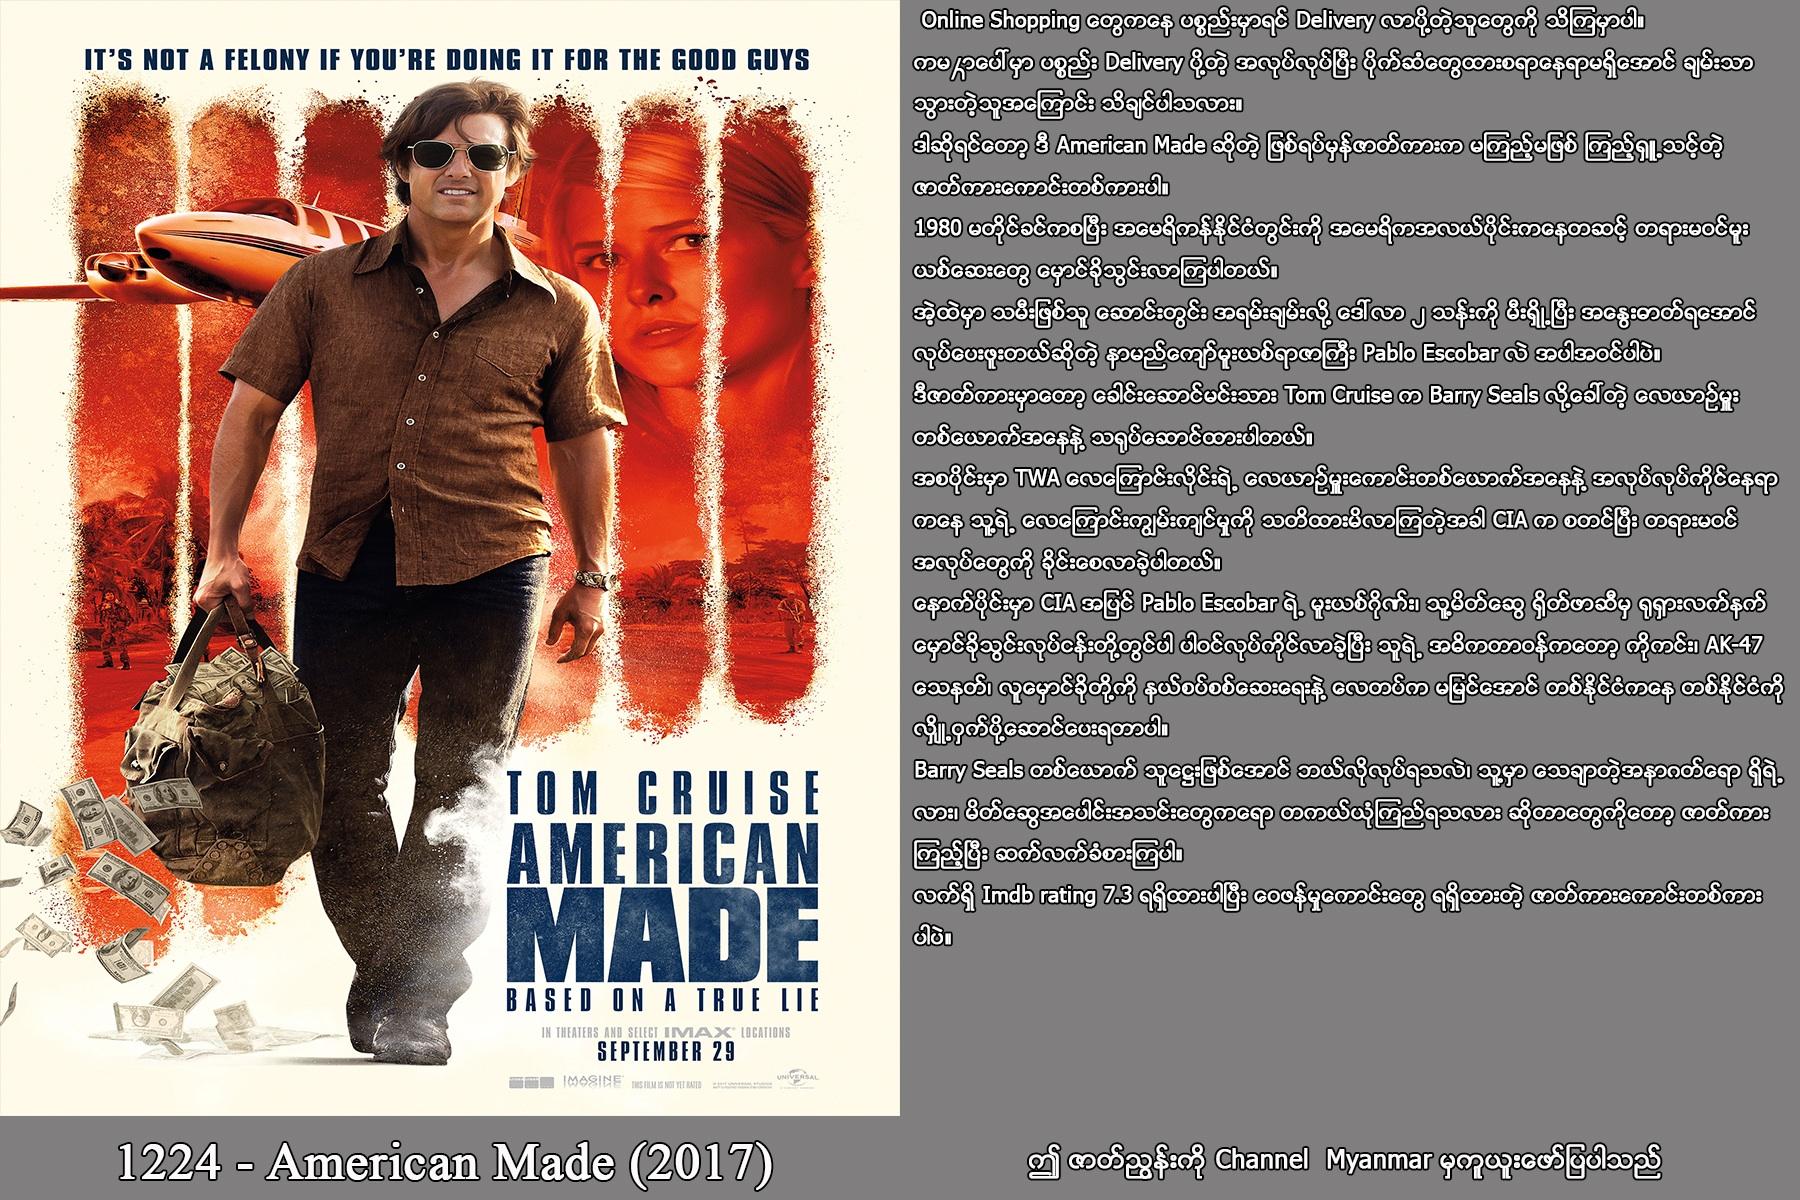 IT'S NOT A FELONY IF YOU'RE DOING IT FOR THE GOOD GUYS
TOM CRUISE
AMERICAN
MADE
BASED ON A TRUE LIE
IN THEATERS AND SELECT IMAX LOCATIONS
SEPTEMBER 29
IMAGINE
THIS FILM IS NOT YET RATED
UNIVERSAL
1224 - American Made (2017)
Online Shopping တွေကနေ ပစ္စည်းမှာရင် Delivery လာပို့တဲ့သူတွေကို သိကြမှာပါ။
ကမ္ဘာပေါ်မှာ ပစ္စည်း Delivery ပို့တဲ့ အလုပ်လုပ်ပြီး ပိုက်ဆံတွေထားစရာနေရာမရှိအောင် ချမ်းသာ
သွားတဲ့သူအကြောင်း သိချင်ပါသလား။
ဒါဆိုရင်တော့ ဒီ American Made ဆိုတဲ့ ဖြစ်ရပ်မှန်ဇာတ်ကားက မကြည့်မဖြစ် ကြည့်ရှူ့သင့်တဲ့
ဇာတ်ကားကောင်းတစ်ကားပါ။
1980 မတိုင်ခင်ကစပြီး အမေရိကန်နိုင်ငံတွင်းကို အမေရိကအလယ်ပိုင်းကနေတဆင့် တရားမဝင်မူး
ယစ်ဆေးတွေ မှောင်ခိုသွင်းလာကြပါတယ်။
အဲ့ထဲမှာ သမီးဖြစ်သူ ဆောင်းတွင်း အရမ်းချမ်းလို့ ဒေါ်လာ ၂ သန်းကို မီးရှို့ပြီး အနွေးဓာတ်ရအောင်
လုပ်ပေးဖူးတယ်ဆိုတဲ့ နာမည်ကျော်မူးယစ်ရာဇာကြီး Pablo Escobar လဲ အပါအဝင်ပါပဲ။
ဒီဇာတ်ကားမှာတော့ ခေါင်းဆောင်မင်းသား Tom Cruise က Barry Seals လို့ခေါ်တဲ့ လေယာဉ်မှူး
တစ်ယောက်အနေနဲ့ သရုပ်ဆောင်ထားပါတယ်။
အစပိုင်းမှာ TWA လေကြောင်းလိုင်းရဲ့ လေယာဉ်မှူးကောင်းတစ်ယောက်အနေနဲ့ အလုပ်လုပ်ကိုင်နေရာ
ကနေ သူ့ရဲ့ လေကြောင်းကျွမ်းကျင်မှုကို သတိထားမိလာကြတဲ့အခါ CIA က စတင်ပြီး တရားမဝင်
အလုပ်တွေကို ခိုင်းစေလာခဲ့ပါတယ်။
နောက်ပိုင်းမှာ CIA အပြင် Pablo Escobar ရဲ့ မူးယစ်ဂိုဏ်း၊ သူ့မိတ်ဆွေ ရှိတ်ဖာဆီမှ ရုရှားလက်နက်
မှောင်ခိုသွင်းလုပ်ငန်းတို့တွင်ပါ ပါဝင်လုပ်ကိုင်လာခဲ့ပြီး သူရဲ့ အဓိကတာဝန်ကတော့ ကိုကင်း၊ AK-47
သေနတ်၊ လူမှောင်ခိုတို့ကို နယ်စပ်စစ်ဆေးရေးနဲ့ လေတပ်က မမြင်အောင် တစ်နိုင်ငံကနေ တစ်နိုင်ငံကို
လျှို့ဝှက်ပို့ဆောင်ပေးရတာပါ။
Barry Seals တစ်ယောက် သူဌေးဖြစ်အောင် ဘယ်လိုလုပ်ရသလဲ၊ သူ့မှာ သေချာတဲ့အနာဂတ်ရော ရှိရဲ့
လား၊ မိတ်ဆွေအပေါင်းအသင်းတွေကရော တကယ်ယုံကြည်ရသလား ဆိုတာတွေကိုတော့ ဇာတ်ကား
ကြည့်ပြီး ဆက်လက်ခံစားကြပါ။
လက်ရှိ Imdb rating 7.3 ရရှိထားပါပြီး ဝေဖန်မှုကောင်းတွေ ရရှိထားတဲ့ ဇာတ်ကားကောင်းတစ်ကား
ပါပဲ။
ဤ ဇာတ်ညွှန်းကို Channel Myanmar မှကူယူးဖော်ပြပါသည်